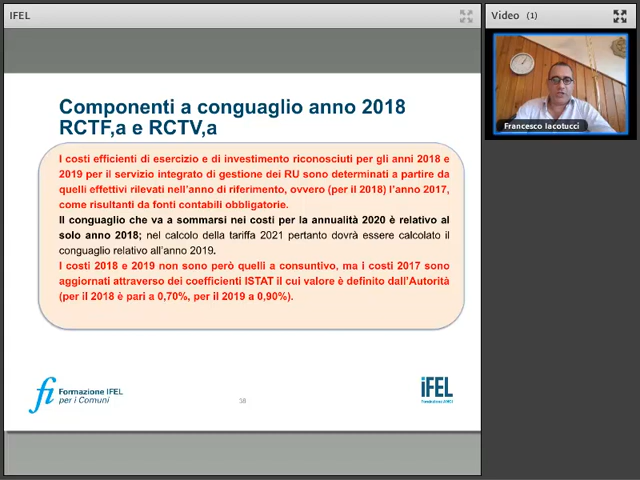 IFEL
Video (1)
Francesco Iacotucci
Componenti a conguaglio anno 2018
RCTF,a e RCTV,a
I costi efficienti di esercizio e di investimento riconosciuti per gli anni 2018 e
2019 per il servizio integrato di gestione dei RU sono determinati a partire da
quelli effettivi rilevati nell'anno di riferimento, ovvero (per il 2018) l'anno 2017,
come risultanti da fonti contabili obbligatorie.
Il conguaglio che va a sommarsi nei costi per la annualità 2020 è relativo al
solo anno 2018; nel calcolo della tariffa 2021 pertanto dovrà essere calcolato il
conguaglio relativo all'anno 2019.
I costi 2018 e 2019 non sono però quelli a consuntivo, ma i costi 2017 sono
aggiornati attraverso dei coefficienti ISTAT il cui valore è definito dall'Autorità
(per il 2018 è pari a 0,70%, per il 2019 a 0,90%).
fi Formazione IFEL
per i Comuni
58
iFEL
Fondazione ANCI